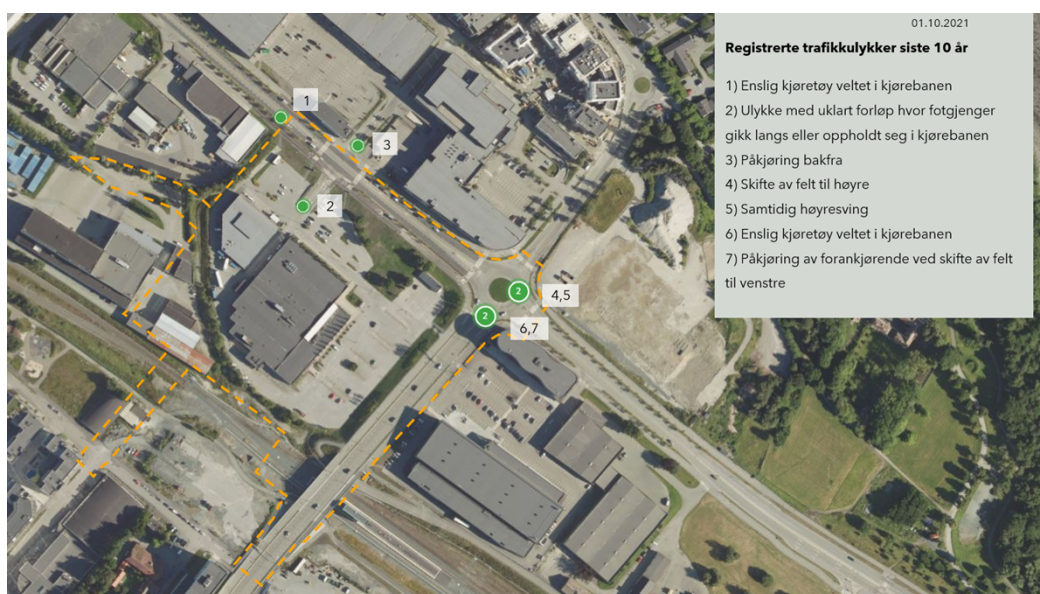 01.10.2021
Registrerte trafikkulykker siste 10 år
1) Enslig kjøretøy veltet i kjørebanen
2) Ulykke med uklart forløp hvor fotgjenger
gikk langs eller oppholdt seg i kjørebanen
3) Påkjøring bakfra
4) Skifte av felt til høyre
5) Samtidig høyresving
6) Enslig kjøretøy veltet i kjørebanen
7) Påkjøring av forankjørende ved skifte av felt
til venstre
1
3
2
2
4,5
2
6,7